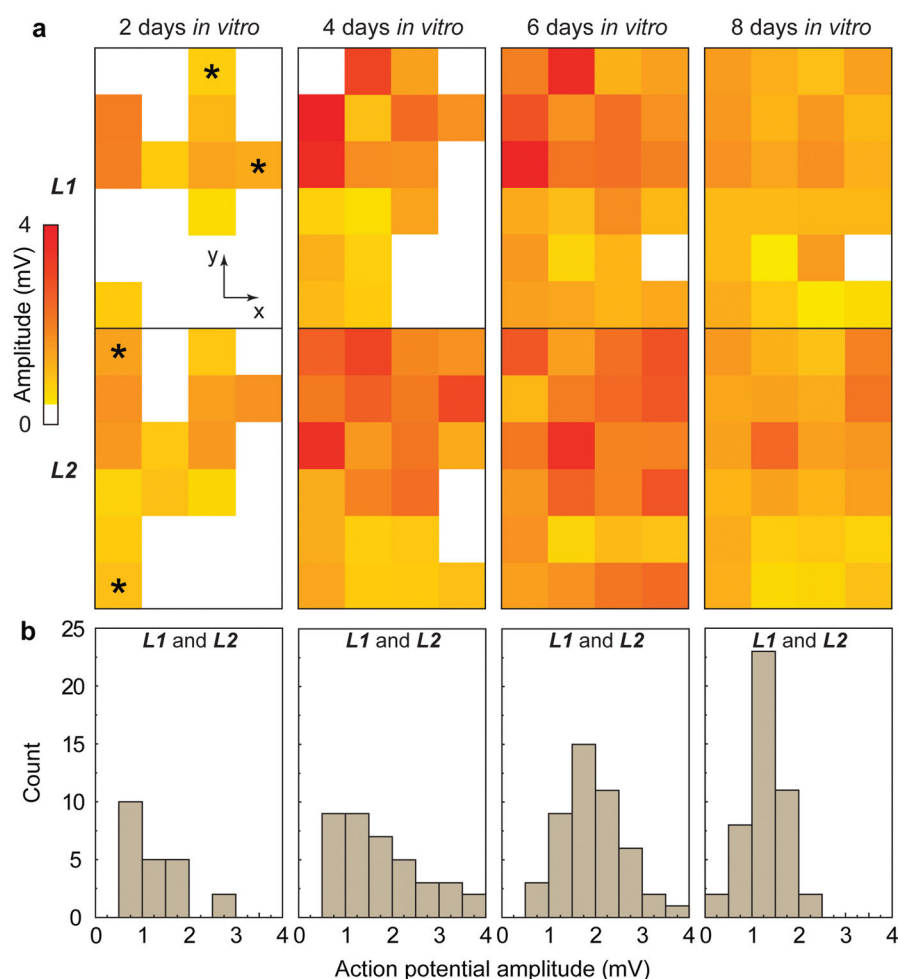 a
2 days in vitro
4 days in vitro
6 days in vitro
8 days in vitro
*
*
L1
4
Amplitude (mV)
0
y
x
*
L2
*
b
L1 and L2
L1 and L2
L1 and L2
L1 and L2
25
20
15
10
5
0
Count
0 1 2 3 4
0 1 2 3 4
0 1 2 3 4
0 1 2 3 4
Action potential amplitude (mV)